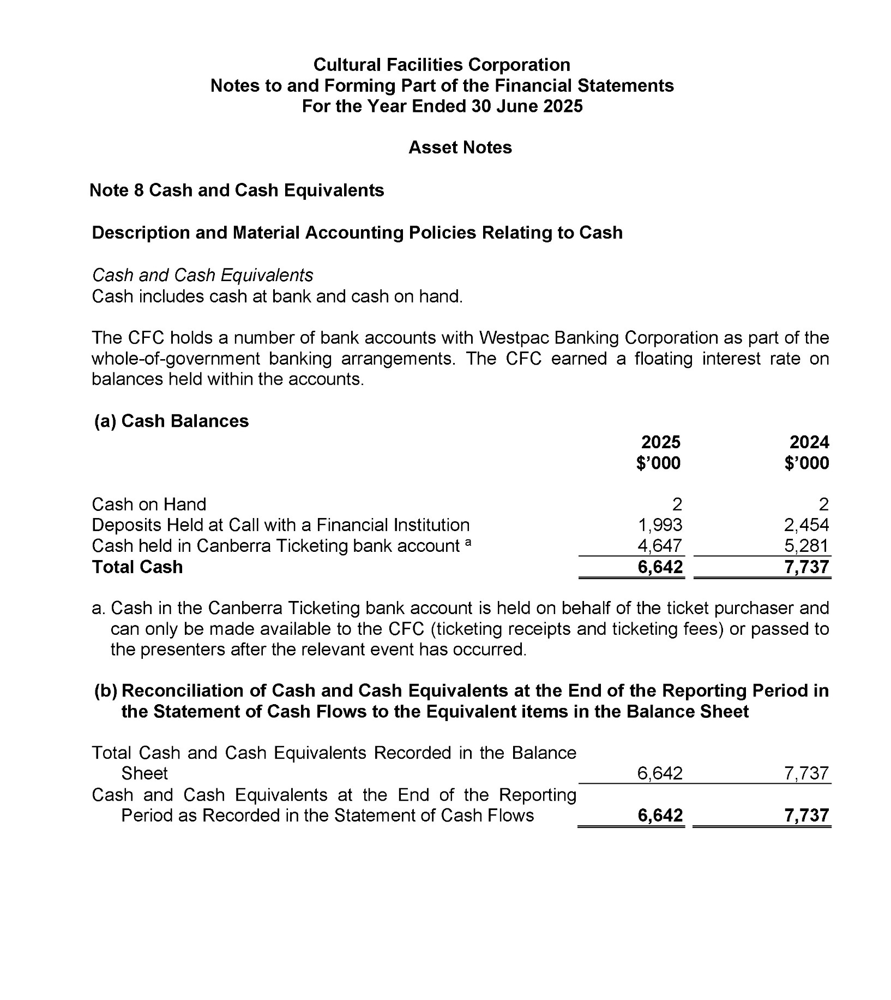 Cultural Facilities Corporation
Notes to and Forming Part of the Financial Statements
For the Year Ended 30 June 2025
Asset Notes
Note 8 Cash and Cash Equivalents
Description and Material Accounting Policies Relating to Cash
Cash and Cash Equivalents
Cash includes cash at bank and cash on hand.
The CFC holds a number of bank accounts with Westpac Banking Corporation as part of the
whole-of-government banking arrangements. The CFC earned a floating interest rate on
balances held within the accounts.
(a) Cash Balances
2025 2024
$’000 $’000
Cash on Hand 2 2
Deposits Held at Call with a Financial Institution 1,993 2,454
Cash held in Canberra Ticketing bank account ª 4,647 5,281
Total Cash 6,642 7,737
a. Cash in the Canberra Ticketing bank account is held on behalf of the ticket purchaser and
can only be made available to the CFC (ticketing receipts and ticketing fees) or passed to
the presenters after the relevant event has occurred.
(b) Reconciliation of Cash and Cash Equivalents at the End of the Reporting Period in
the Statement of Cash Flows to the Equivalent items in the Balance Sheet
Total Cash and Cash Equivalents Recorded in the Balance
Sheet 6,642 7,737
Cash and Cash Equivalents at the End of the Reporting
Period as Recorded in the Statement of Cash Flows 6,642 7,737